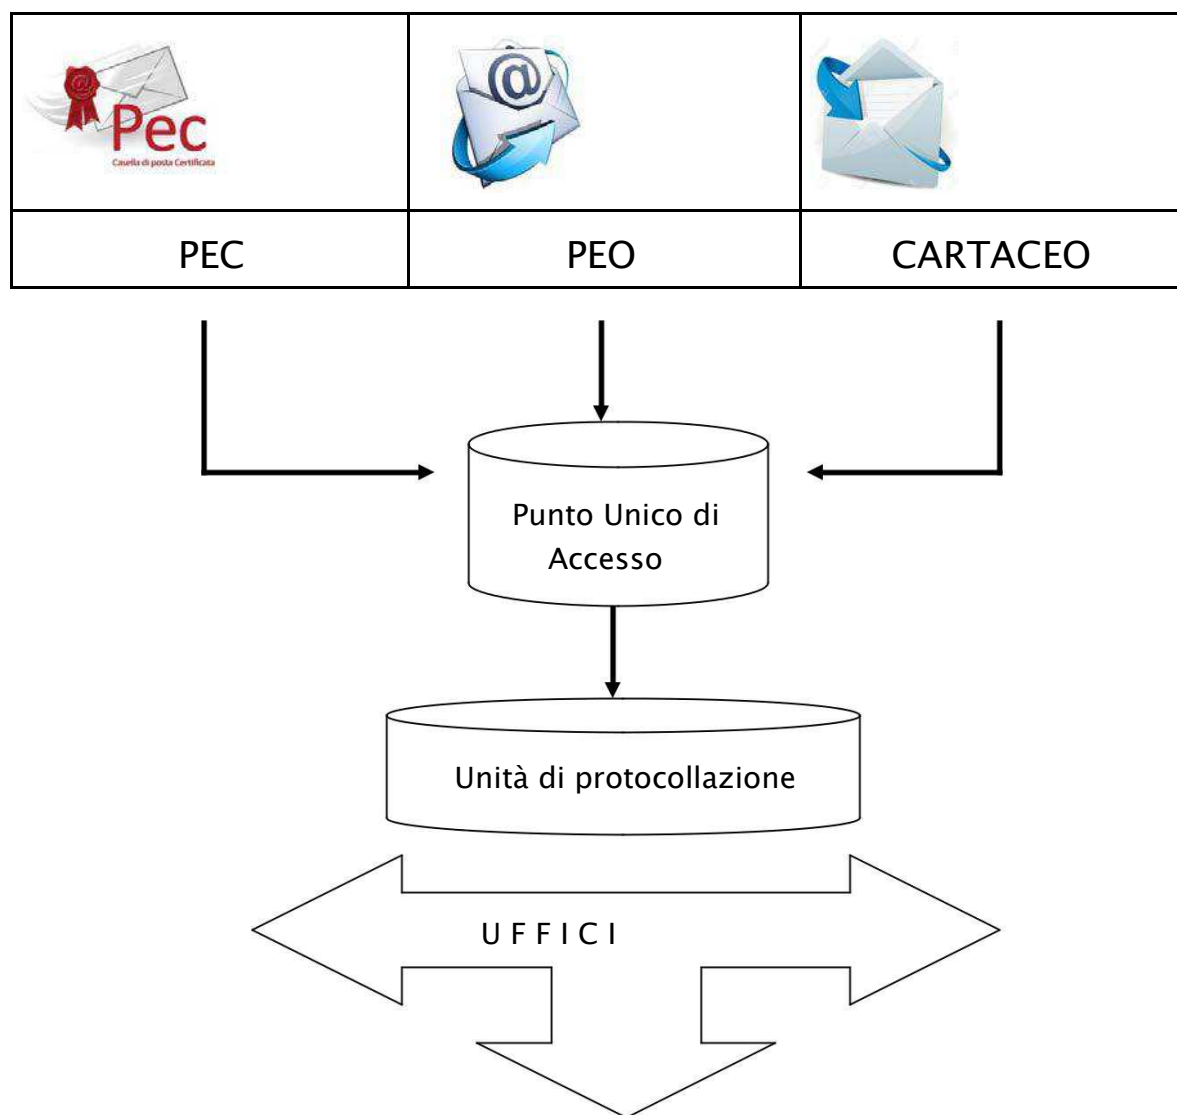 @
Pec
Casella di posta Certificata
@
PEC
PEO
CARTACEO
Punto Unico di
Accesso
Unità di protocollazione
U F F I C I